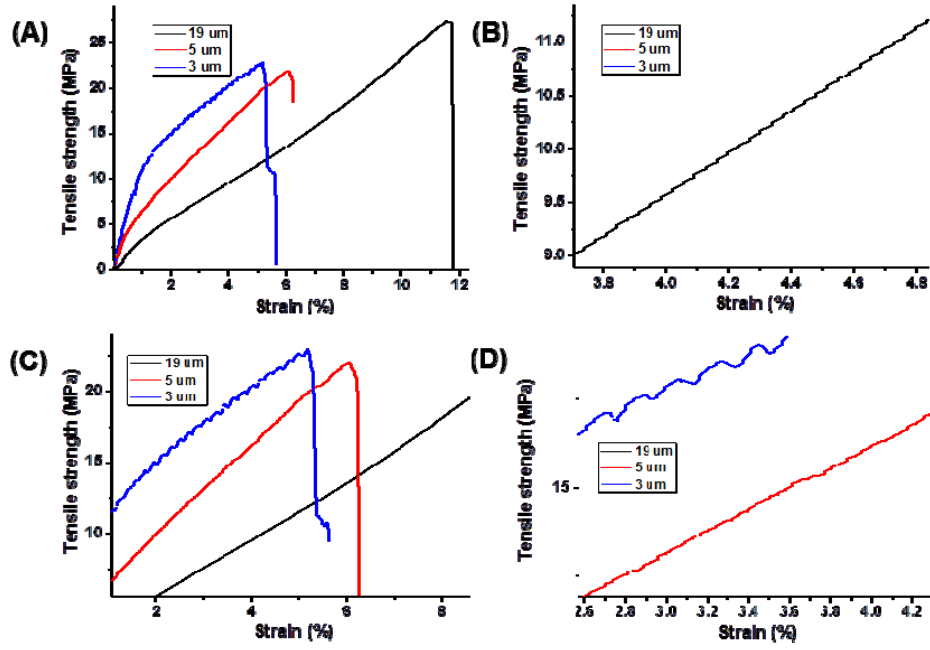 (A)
Tensile strength (MPa)
25
20
15
10
5
0
19 um
5 um
3 um
2 4 6 8 10 12
Strain (%)
(B)
Tensile strength (MPa)
11.0
10.5
10.0
9.5
9.0
19 um
5 um
3 um
3.8 4.0 4.2 4.4 4.6 4.8
Strain (%)
(C)
Tensile strength (MPa)
20
15
10
19 um
5 um
3 um
2 4 6 8
Strain (%)
(D)
Tensile strength (MPa)
15
19 um
5 um
3 um
2.6 2.8 3.0 3.2 3.4 3.6 3.8 4.0 4.2
Strain (%)